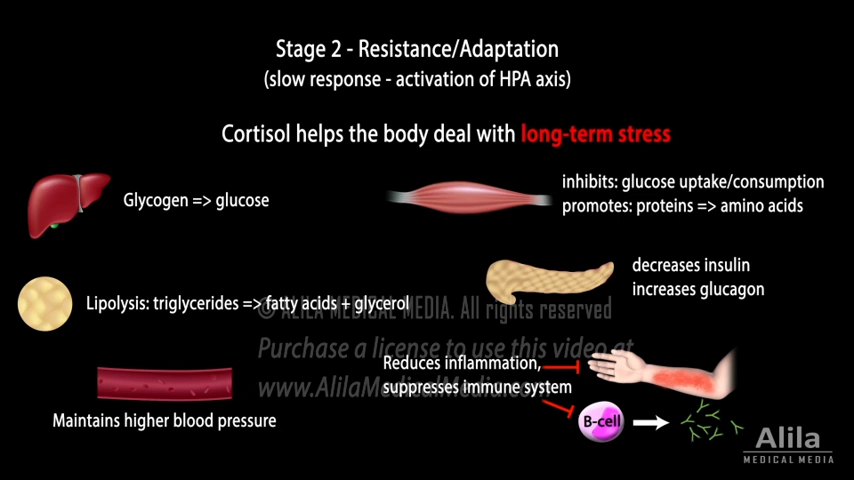 Stage 2 - Resistance/Adaptation
(slow response - activation of HPA axis)
Cortisol helps the body deal with long-term stress
Glycogen => glucose
inhibits: glucose uptake/consumption
promotes: proteins => amino acids
Lipolysis: triglycerides => fatty acids + glycerol
decreases insulin
increases glucagon
© ALILA MEDICAL MEDIA. All rights reserved
Purchase a license to use this video at
www.AlilaMedicalMedia.com
Maintains higher blood pressure
Reduces inflammation,
suppresses immune system
B-cell
Alila
MEDICAL MEDIA